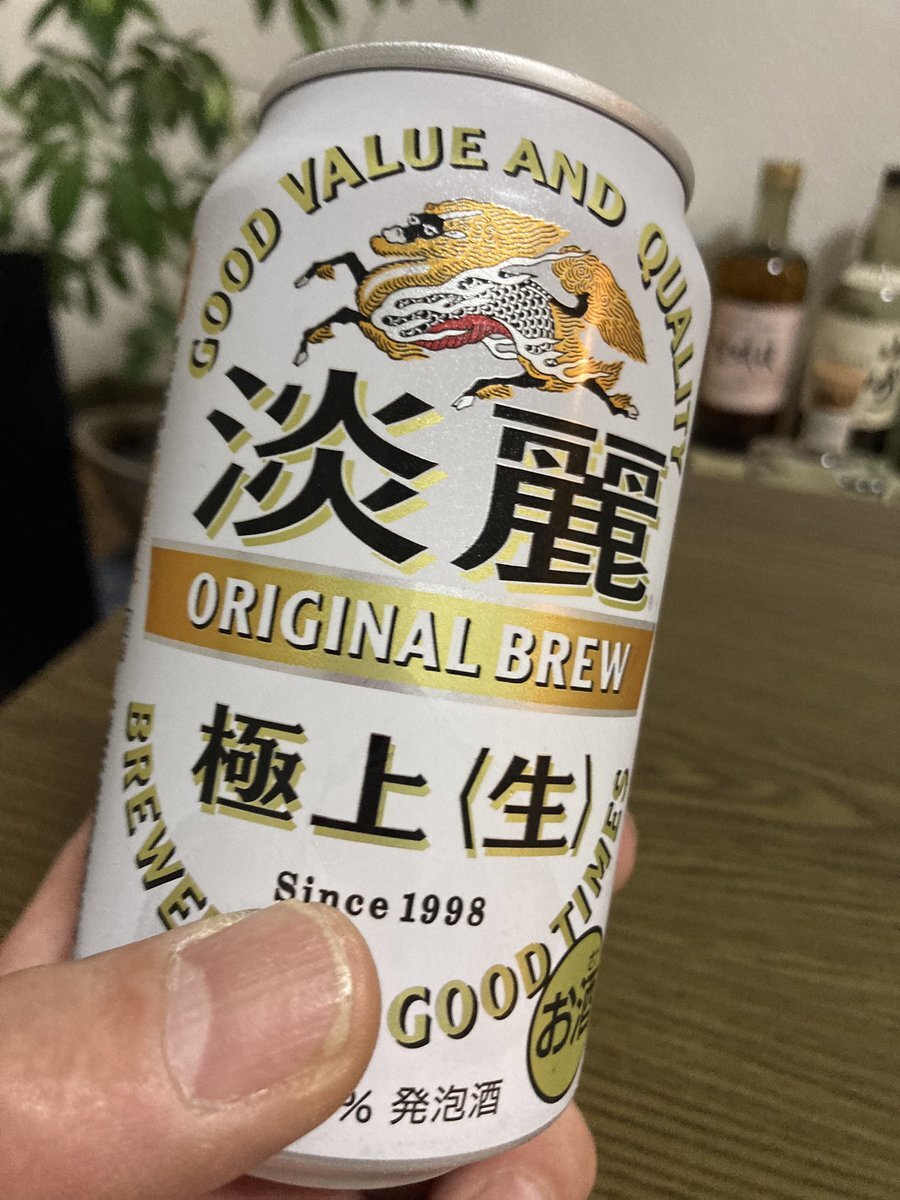 GOOD VALUE AND QUALITY
淡麗
ORIGINAL BREW
極上〈生〉
Since 1998
GOOD TIMES
% 発泡酒
お酒